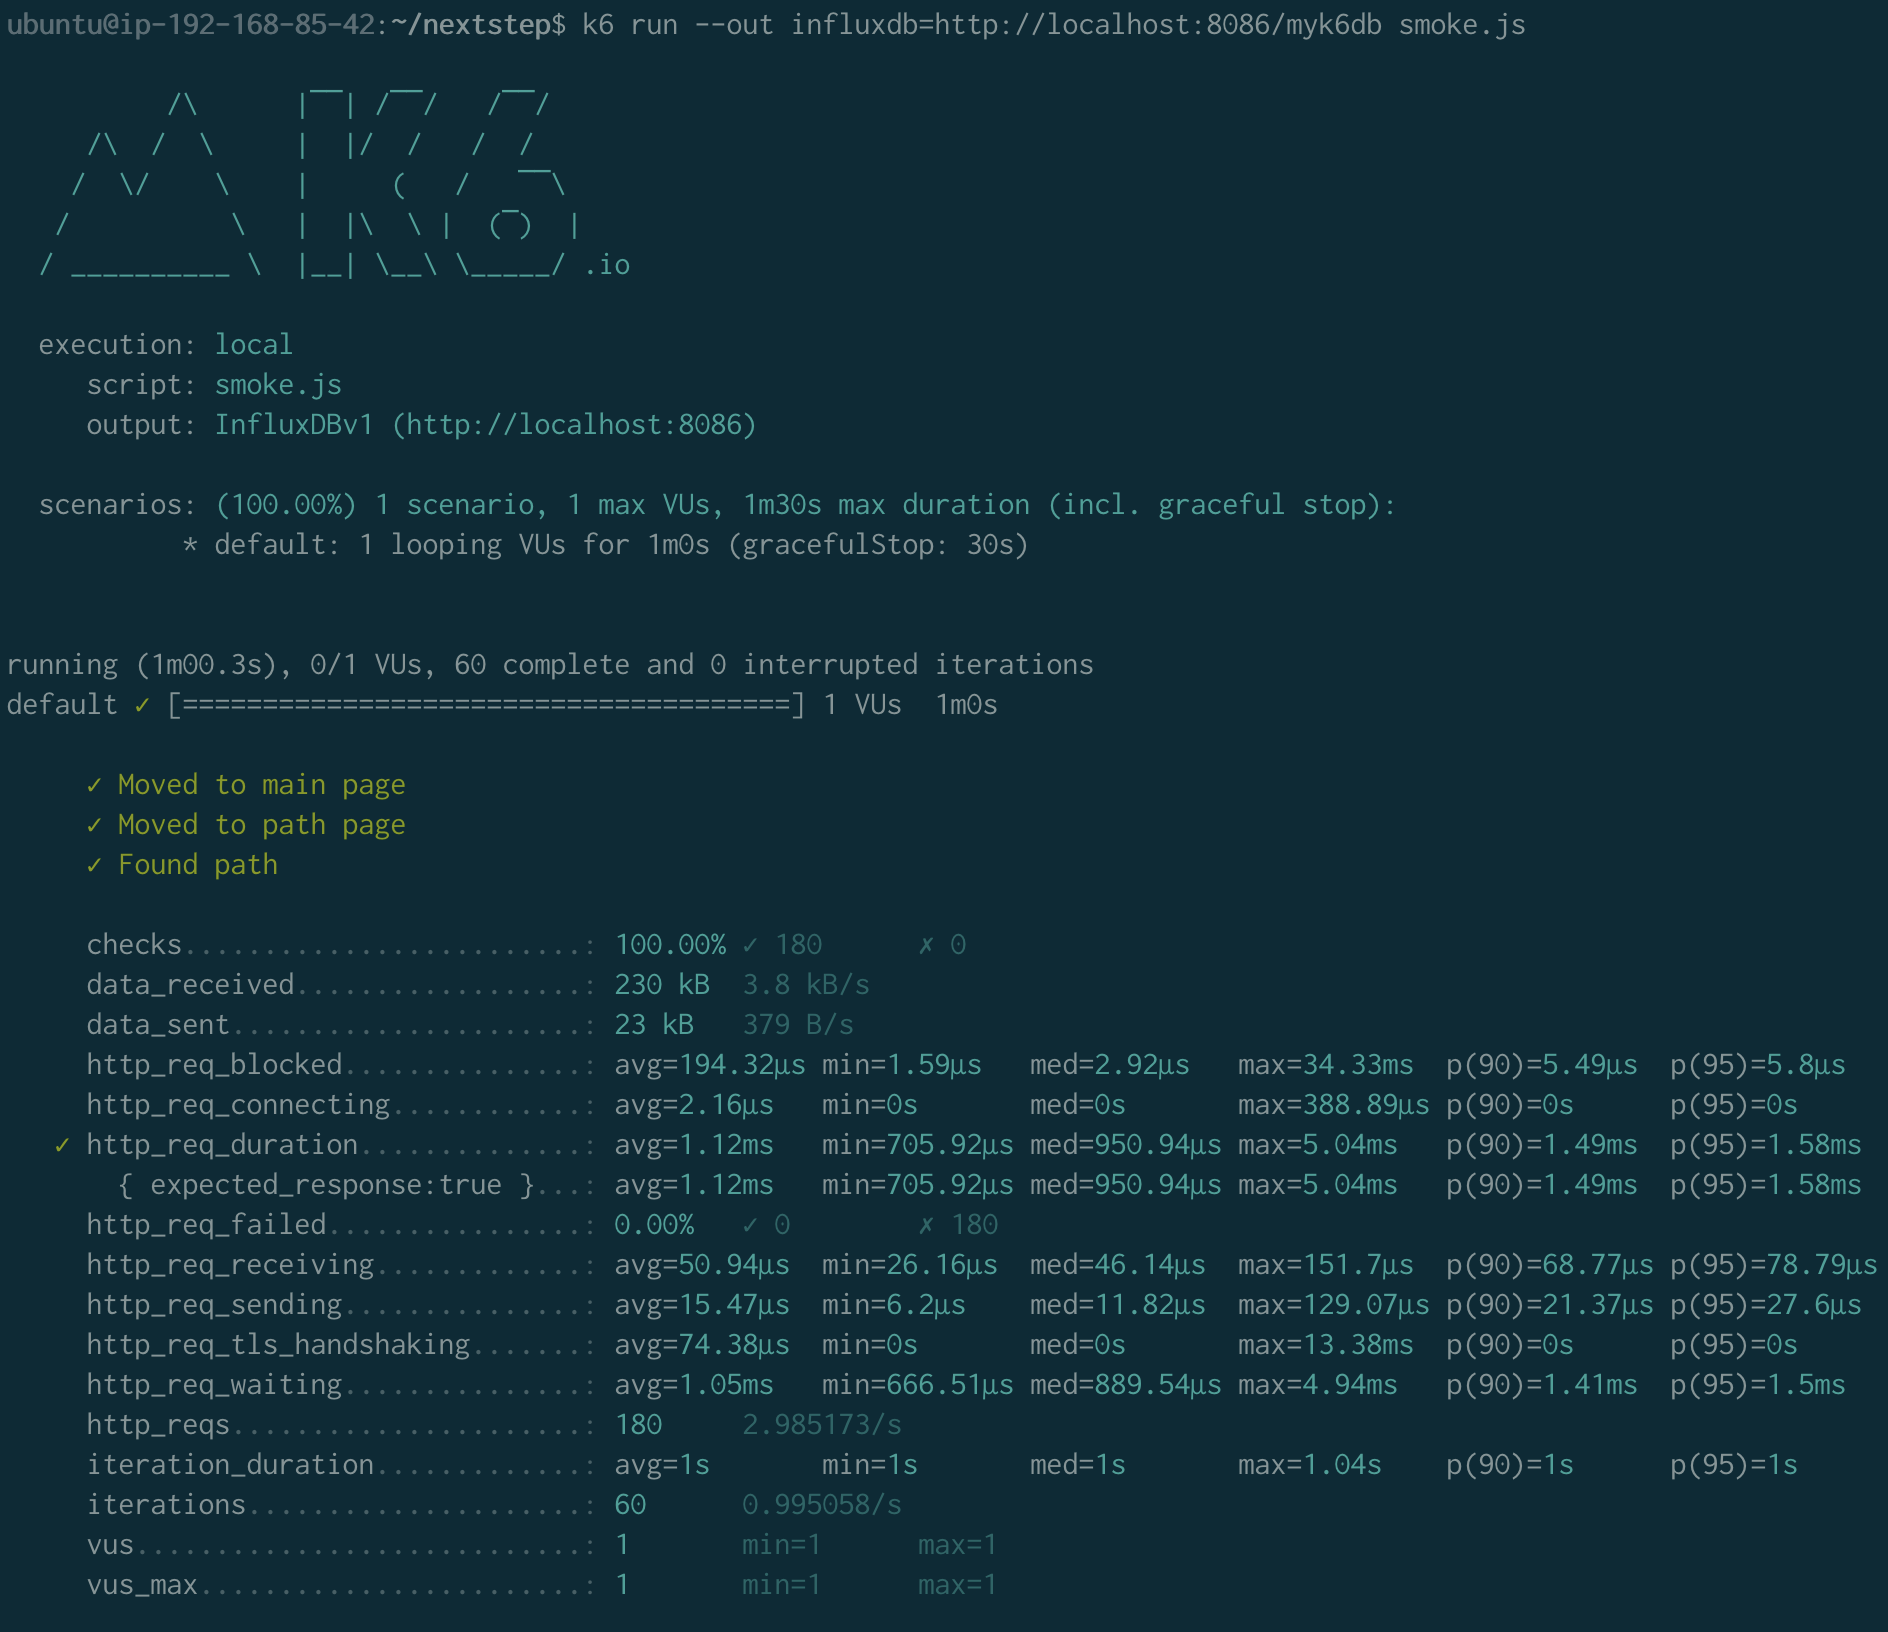 ubuntu@ip-192-168-85-42:~/nextstep$ k6 run --out influxdb=http://localhost:8086/myk6db smoke.js
          /\      |‾‾| /‾‾/   /‾‾/
     /\  /  \     |  |/  /   /  /
    /  \/    \    |     (   /   ‾‾\
   /          \   |  |\  \ |  (‾)  |
  / __________ \  |__| \__\ \_____/ .io
execution: local
script: smoke.js
output: InfluxDBv1 (http://localhost:8086)
scenarios: (100.00%) 1 scenario, 1 max VUs, 1m30s max duration (incl. graceful stop):
* default: 1 looping VUs for 1m0s (gracefulStop: 30s)
running (1m00.3s), 0/1 VUs, 60 complete and 0 interrupted iterations
default ✓ [======================================] 1 VUs  1m0s
✓ Moved to main page
✓ Moved to path page
✓ Found path
checks.........................: 100.00% ✓ 180      ✗ 0
data_received..................: 230 kB  3.8 kB/s
data_sent......................: 23 kB   379 B/s
http_req_blocked...............: avg=194.32µs min=1.59µs   med=2.92µs   max=34.33ms  p(90)=5.49µs  p(95)=5.8µs
http_req_connecting............: avg=2.16µs   min=0s       med=0s       max=388.89µs p(90)=0s      p(95)=0s
✓ http_req_duration..............: avg=1.12ms   min=705.92µs med=950.94µs max=5.04ms   p(90)=1.49ms  p(95)=1.58ms
{ expected_response:true }...: avg=1.12ms   min=705.92µs med=950.94µs max=5.04ms   p(90)=1.49ms  p(95)=1.58ms
http_req_failed................: 0.00%   ✓ 0        ✗ 180
http_req_receiving.............: avg=50.94µs  min=26.16µs  med=46.14µs  max=151.7µs  p(90)=68.77µs p(95)=78.79µs
http_req_sending...............: avg=15.47µs  min=6.2µs    med=11.82µs  max=129.07µs p(90)=21.37µs p(95)=27.6µs
http_req_tls_handshaking.......: avg=74.38µs  min=0s       med=0s       max=13.38ms  p(90)=0s      p(95)=0s
http_req_waiting...............: avg=1.05ms   min=666.51µs med=889.54µs max=4.94ms   p(90)=1.41ms  p(95)=1.5ms
http_reqs......................: 180     2.985173/s
iteration_duration.............: avg=1s       min=1s       med=1s       max=1.04s    p(90)=1s      p(95)=1s
iterations.....................: 60      0.995058/s
vus............................: 1       min=1      max=1
vus_max........................: 1       min=1      max=1